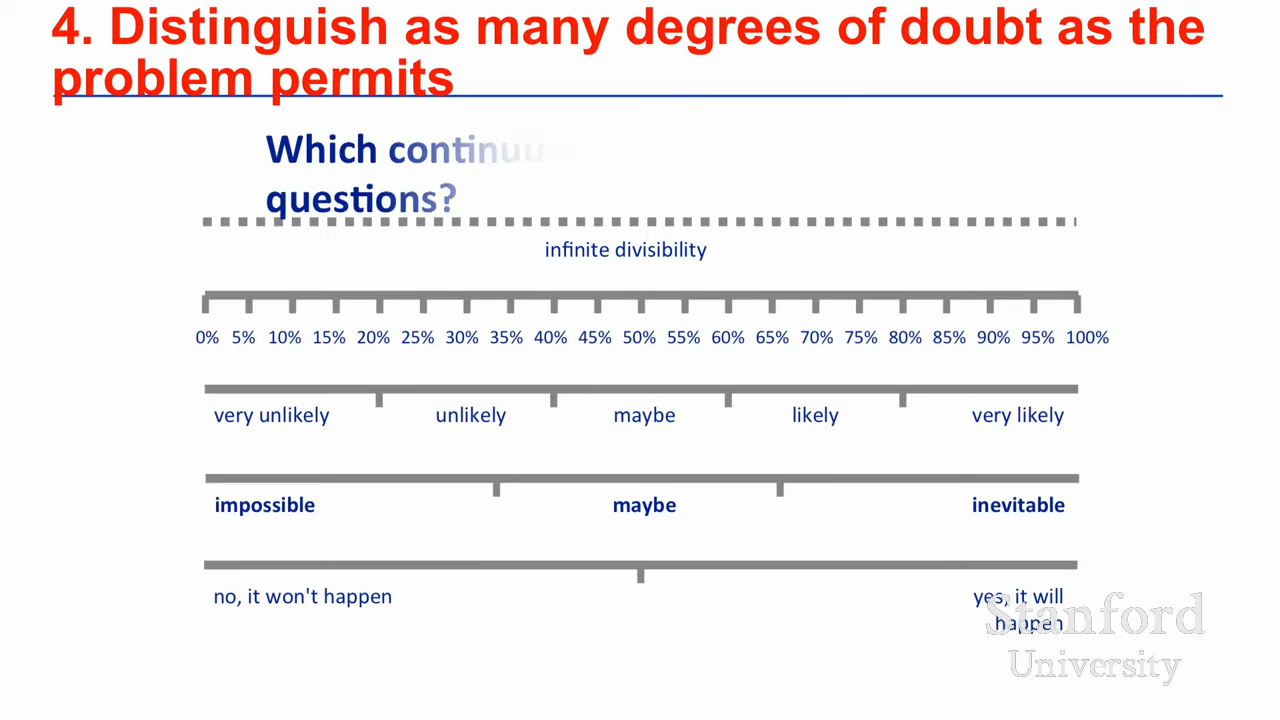 4. Distinguish as many degrees of doubt as the
problem permits
Which
questions?
infinite divisibility
0% 5% 10% 15% 20% 25% 30% 35% 40% 45% 50% 55% 60% 65% 70% 75% 80% 85% 90% 95% 100%
very unlikely unlikely maybe likely very likely
impossible maybe inevitable
no, it won't happen yes, it will
happen
Stanford
University